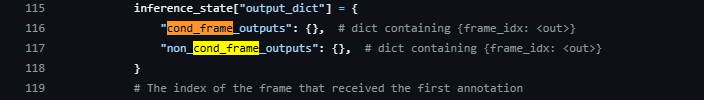 115 inference_state["output_dict"] = {
116 "cond_frame_outputs": {},  # dict containing {frame_idx: <out>}
117 "non_cond_frame_outputs": {},  # dict containing {frame_idx: <out>}
118 }
119 # The index of the frame that received the first annotation